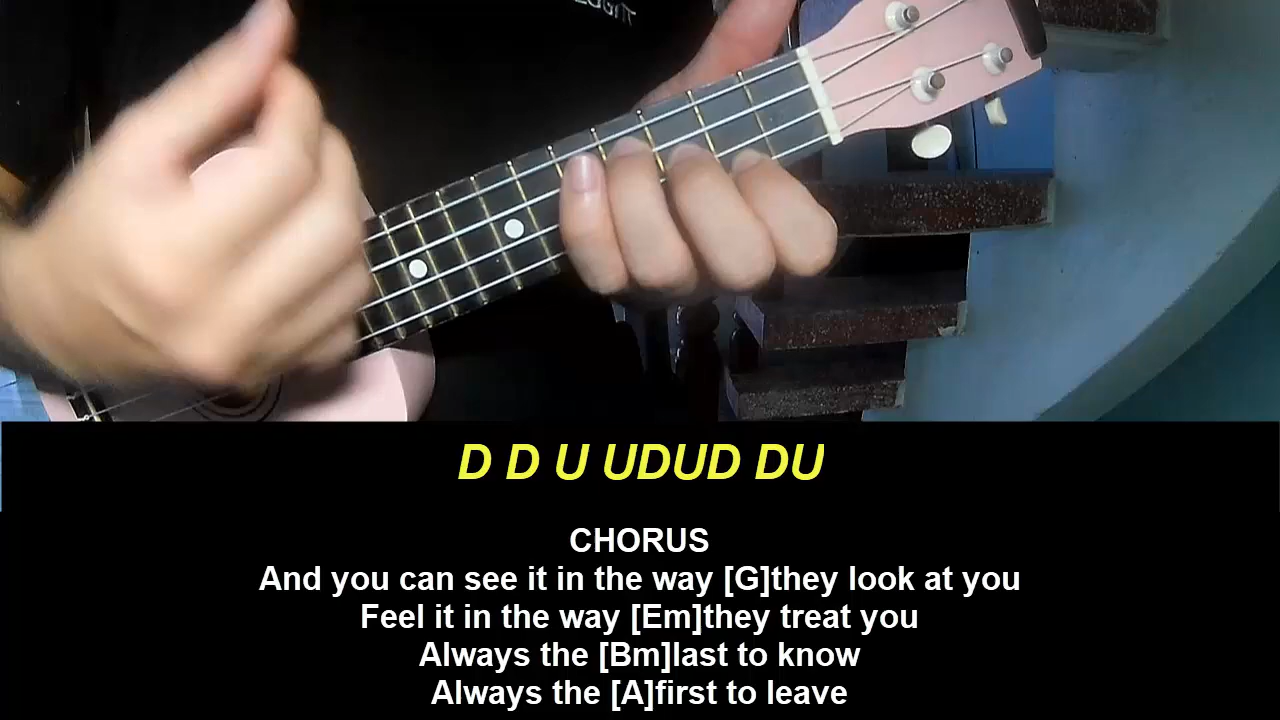 D D U UDUD DU
CHORUS
And you can see it in the way [G]they look at you
Feel it in the way [Em]they treat you
Always the [Bm]last to know
Always the [A]first to leave